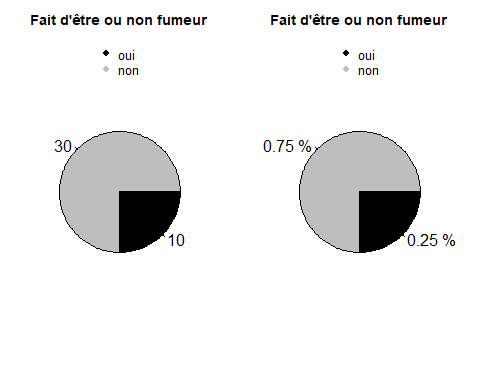 Fait d'être ou non fumeur
oui
non
30
10
Fait d'être ou non fumeur
oui
non
0.75 %
0.25 %